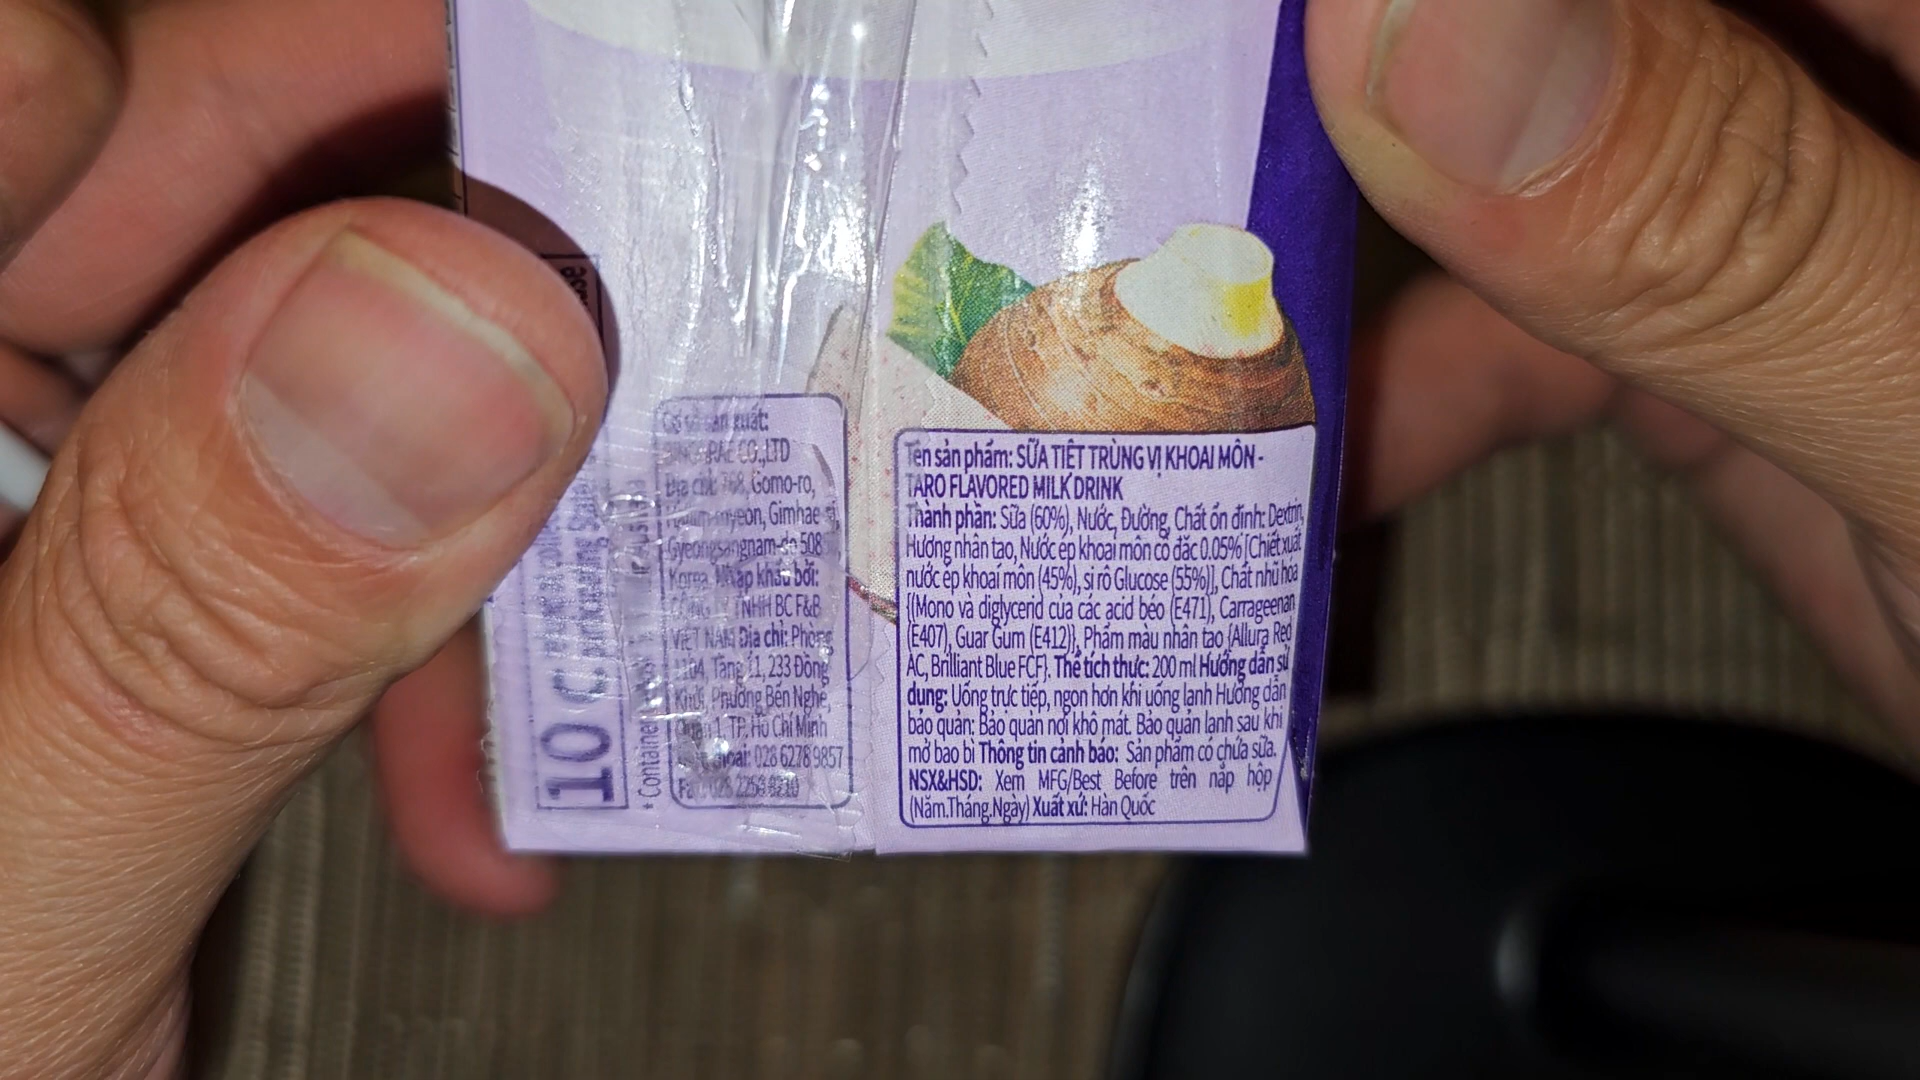 Cơ sở sản xuất:
CO.,LTD
Địa chỉ: 768, Gomo-ro,
Gimhae-si,
Gyeongsangnam-do 508
Korea. Nhập khẩu bởi:
CÔNG TY TNHH BC F&B
VIỆT NAM Địa chỉ: Phòng
1104, Tầng 11, 233 Đồng
Khởi, Phường Bến Nghé,
Quận 1, TP. Hồ Chí Minh
thoại: 028 6278 9857
Tên sản phẩm: SỮA TIỆT TRÙNG VỊ KHOAI MÔN -
TARO FLAVORED MILK DRINK
Thành phần: Sữa (60%), Nước, Đường, Chất ổn định: Dextrin,
Hương nhân tạo, Nước ép khoai môn cô đặc 0.05% [Chiết xuất
nước ép khoai môn (45%), si rô Glucose (55%)], Chất nhũ hóa
{(Mono và diglycerid của các acid béo (E471), Carrageenan
(E407), Guar Gum (E412)}, Phẩm màu nhân tạo {Allura Red
AC, Brilliant Blue FCF}. Thể tích thực: 200 ml Hướng dẫn sử
dụng: Uống trực tiếp, ngon hơn khi uống lạnh Hướng dẫn
bảo quản: Bảo quản nơi khô mát. Bảo quản lạnh sau khi
mở bao bì Thông tin cảnh báo: Sản phẩm có chứa sữa.
NSX&HSD: Xem MFG/Best Before trên nắp hộp
(Năm.Tháng.Ngày) Xuất xứ: Hàn Quốc
10
* Container